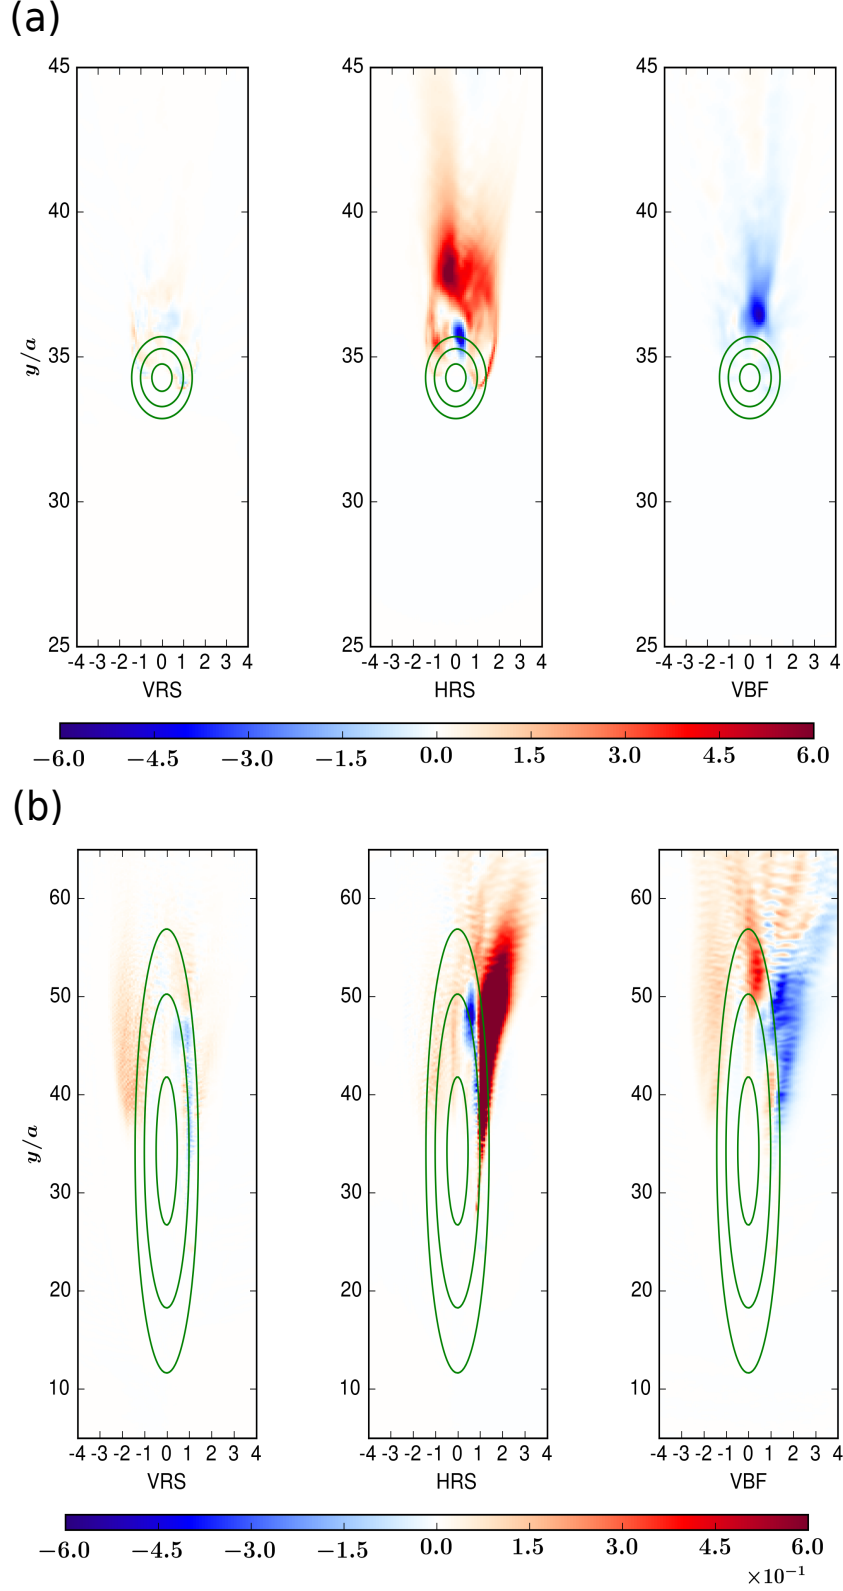 (a)
45 45 45
40 40 40
y/a 35 35 35
30 30 30
25 25 25
-4 -3 -2 -1 0 1 2 3 4 -4 -3 -2 -1 0 1 2 3 4 -4 -3 -2 -1 0 1 2 3 4
VRS HRS VBF
−6.0 −4.5 −3.0 −1.5 0.0 1.5 3.0 4.5 6.0
(b)
60 60 60
50 50 50
40 40 40
y/a
30 30 30
20 20 20
10 10 10
-4 -3 -2 -1 0 1 2 3 4 -4 -3 -2 -1 0 1 2 3 4 -4 -3 -2 -1 0 1 2 3 4
VRS HRS VBF
−6.0 −4.5 −3.0 −1.5 0.0 1.5 3.0 4.5 6.0
×10⁻¹